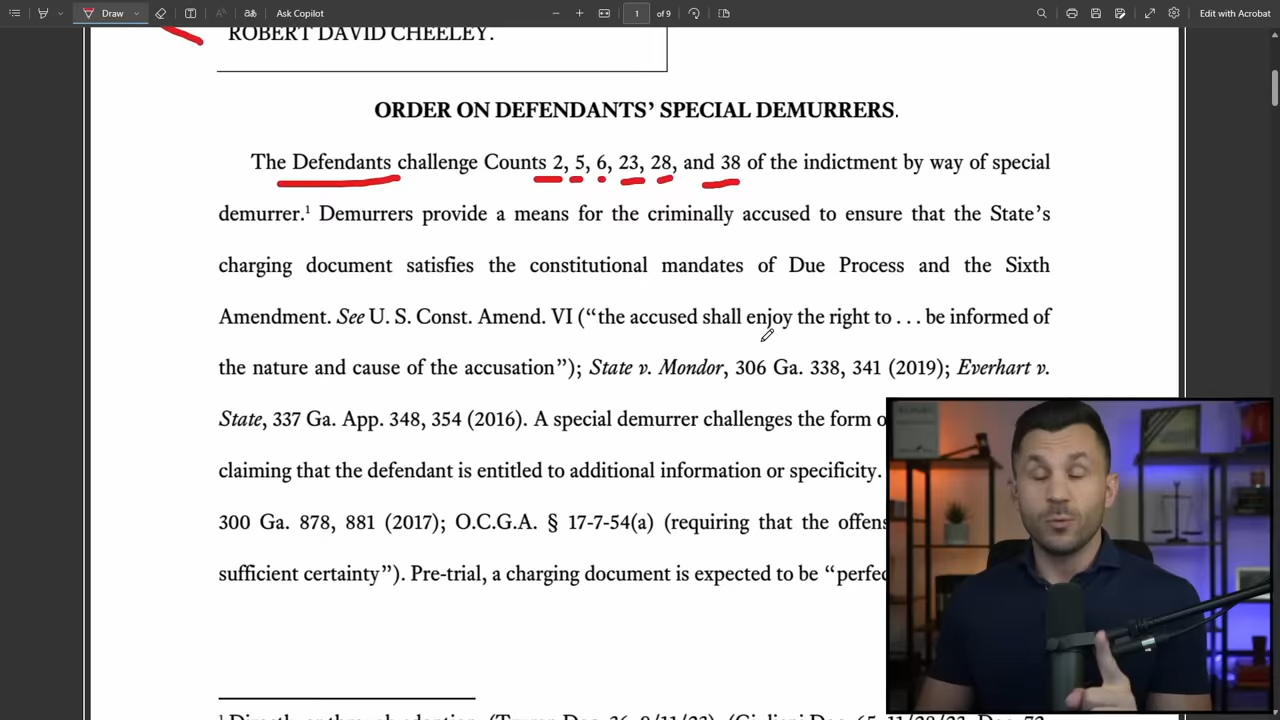 Draw
Ask Copilot
1 of 9
Edit with Acrobat
ROBERT DAVID CHEELEY.
ORDER ON DEFENDANTS’ SPECIAL DEMURRERS.
The Defendants challenge Counts 2, 5, 6, 23, 28, and 38 of the indictment by way of special
demurrer.1 Demurrers provide a means for the criminally accused to ensure that the State’s
charging document satisfies the constitutional mandates of Due Process and the Sixth
Amendment. See U. S. Const. Amend. VI (“the accused shall enjoy the right to . . . be informed of
the nature and cause of the accusation”); State v. Mondor, 306 Ga. 338, 341 (2019); Everhart v.
State, 337 Ga. App. 348, 354 (2016). A special demurrer challenges the form o
claiming that the defendant is entitled to additional information or specificity.
300 Ga. 878, 881 (2017); O.C.G.A. § 17-7-54(a) (requiring that the offens
sufficient certainty”). Pre-trial, a charging document is expected to be “perfec